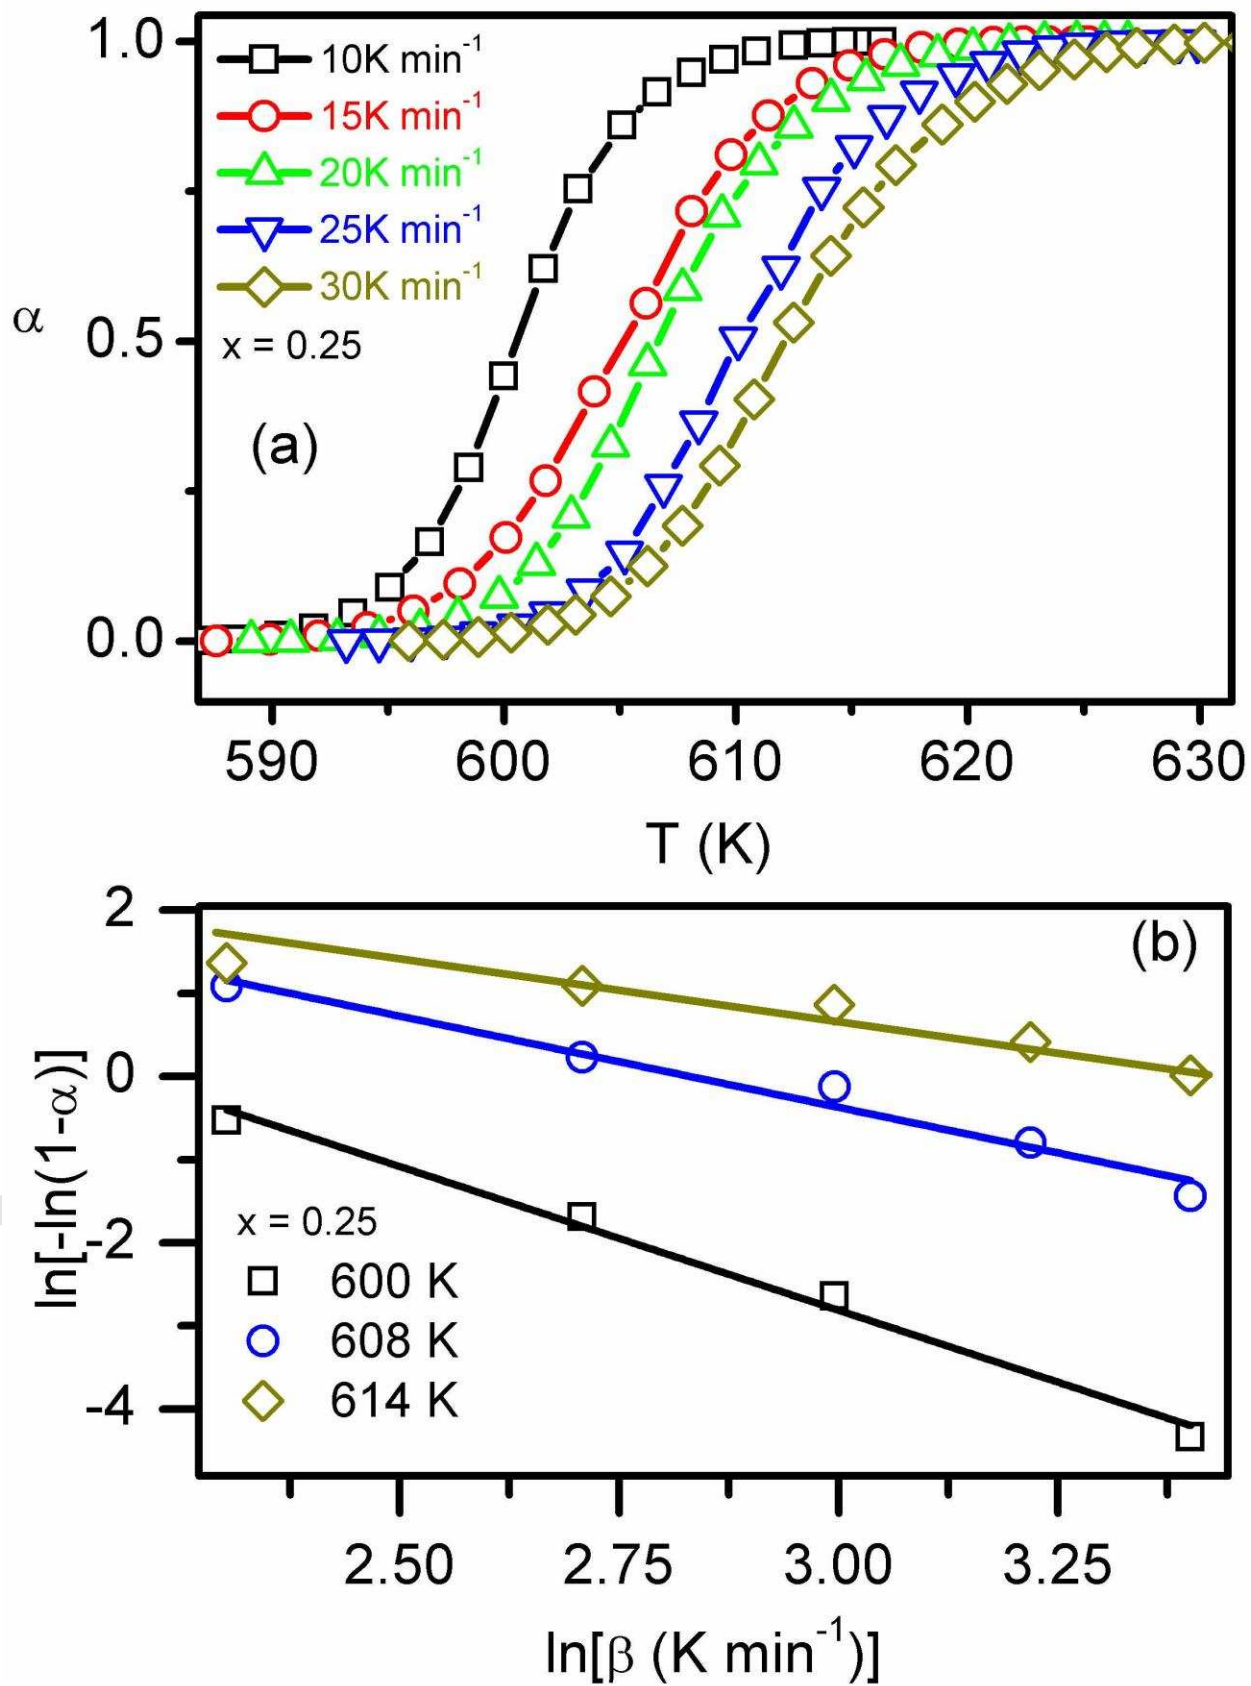 1.0
10K min⁻¹
15K min⁻¹
20K min⁻¹
25K min⁻¹
30K min⁻¹
α
0.5
x = 0.25
(a)
0.0
590 600 610 620 630
T (K)
2
(b)
0
ln[-ln(1-α)]
-2
x = 0.25
600 K
608 K
-4
614 K
2.50 2.75 3.00 3.25
ln[β (K min⁻¹)]